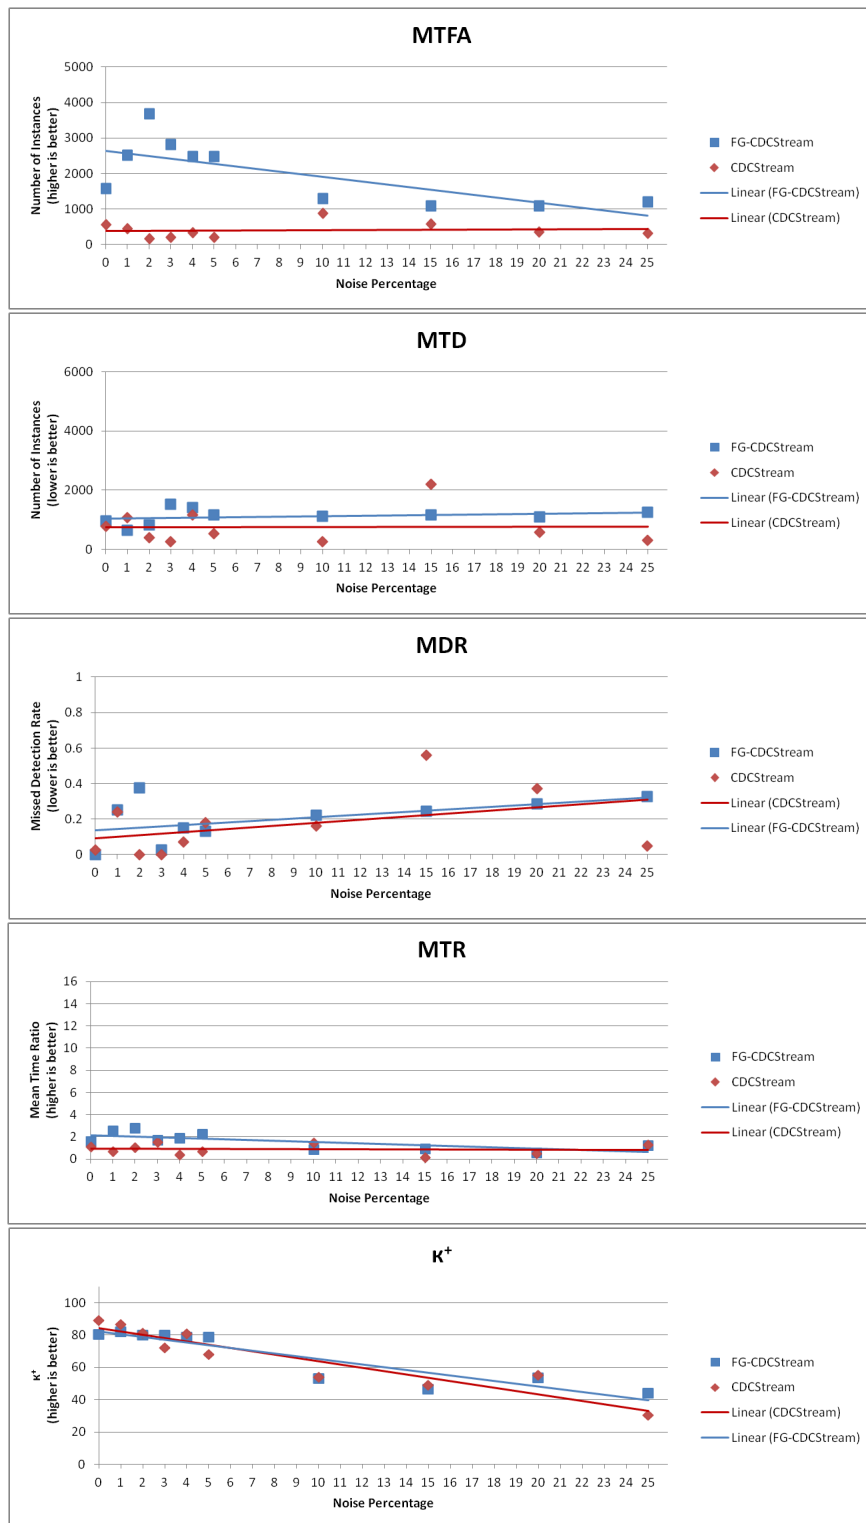 MTFA
5000
4000
3000
2000
1000
0
Number of Instances
(higher is better)
0 1 2 3 4 5 6 7 8 9 10 11 12 13 14 15 16 17 18 19 20 21 22 23 24 25
Noise Percentage
FG-CDCStream
CDCStream
Linear (FG-CDCStream)
Linear (CDCStream)
MTD
6000
4000
2000
0
Number of Instances
(lower is better)
0 1 2 3 4 5 6 7 8 9 10 11 12 13 14 15 16 17 18 19 20 21 22 23 24 25
Noise Percentage
FG-CDCStream
CDCStream
Linear (FG-CDCStream)
Linear (CDCStream)
MDR
1
0.8
0.6
0.4
0.2
0
Missed Detection Rate
(lower is better)
0 1 2 3 4 5 6 7 8 9 10 11 12 13 14 15 16 17 18 19 20 21 22 23 24 25
Noise Percentage
FG-CDCStream
CDCStream
Linear (CDCStream)
Linear (FG-CDCStream)
MTR
16
14
12
10
8
6
4
2
0
Mean Time Ratio
(higher is better)
0 1 2 3 4 5 6 7 8 9 10 11 12 13 14 15 16 17 18 19 20 21 22 23 24 25
Noise Percentage
FG-CDCStream
CDCStream
Linear (FG-CDCStream)
Linear (CDCStream)
κ⁺
100
80
60
40
20
0
κ⁺
(higher is better)
0 1 2 3 4 5 6 7 8 9 10 11 12 13 14 15 16 17 18 19 20 21 22 23 24 25
Noise Percentage
FG-CDCStream
CDCStream
Linear (CDCStream)
Linear (FG-CDCStream)